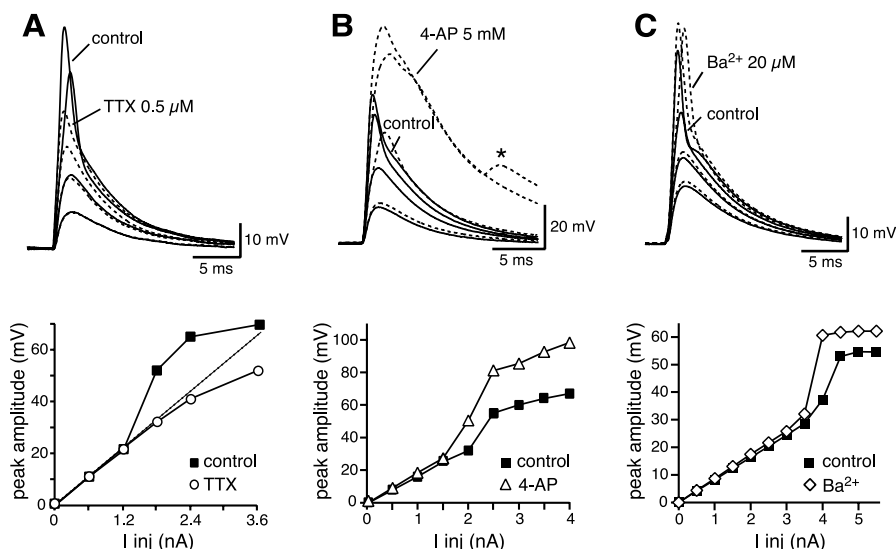 A
control
TTX 0.5 µM
10 mV
5 ms
B
4-AP 5 mM
control
*
20 mV
5 ms
C
Ba2+ 20 µM
control
10 mV
5 ms
peak amplitude (mV)
60
40
20
0
control
TTX
0
1.2
2.4
3.6
I inj (nA)
peak amplitude (mV)
100
80
60
40
20
0
control
4-AP
0
1
2
3
4
I inj (nA)
peak amplitude (mV)
60
40
20
0
control
Ba2+
0
1
2
3
4
5
I inj (nA)